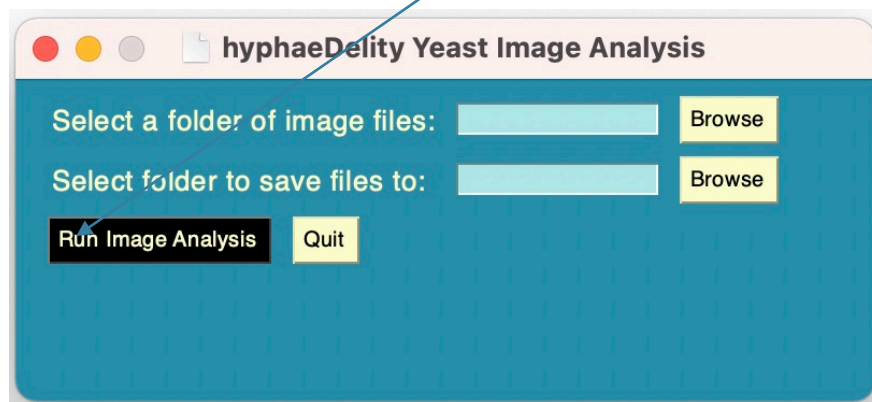 hyphaeDelity Yeast Image Analysis
Select a folder of image files: Browse
Select folder to save files to: Browse
Run Image Analysis Quit